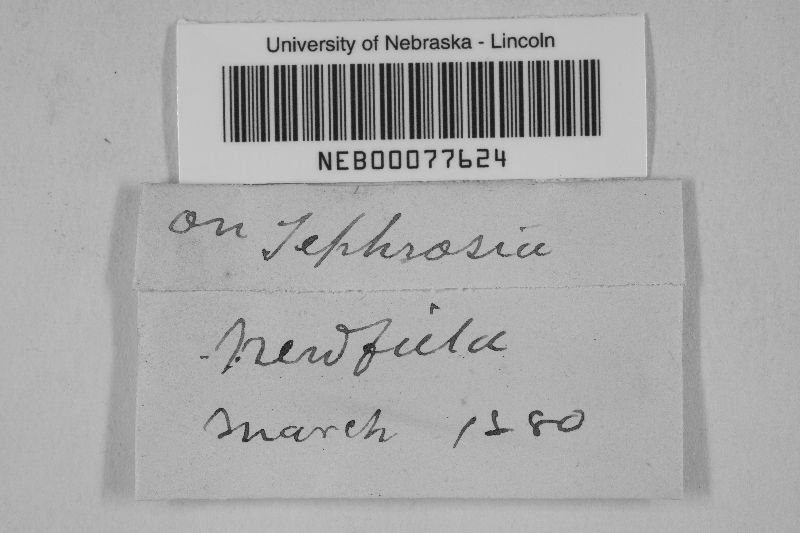 University of Nebraska - Lincoln
NEB00077624
on Tephrosia
Newfield
March 1880